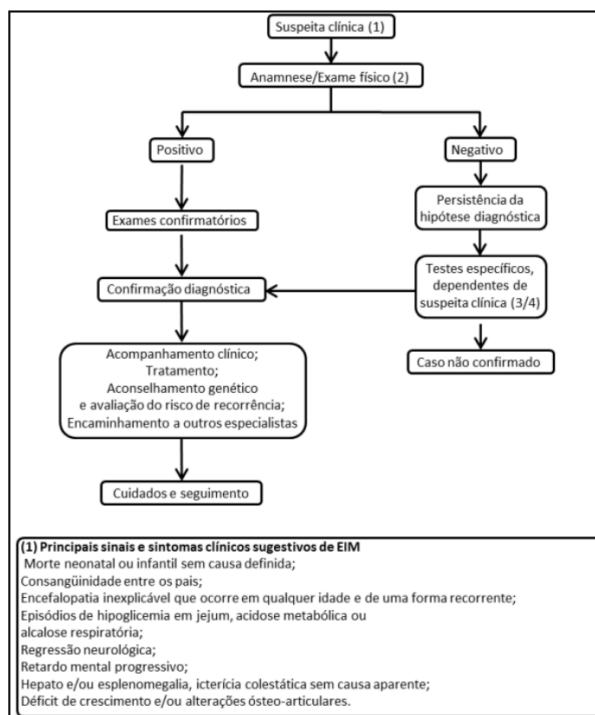 Suspeita clínica (1)
Anamnese/Exame físico (2)
Positivo
Negativo
Persistência da
hipótese diagnóstica
Exames confirmatórios
Testes específicos,
dependentes de
suspeita clínica (3/4)
Confirmação diagnóstica
Caso não confirmado
Acompanhamento clínico;
Tratamento;
Aconselhamento genético
e avaliação do risco de recorrência;
Encaminhamento a outros especialistas
Cuidados e seguimento
(1) Principais sinais e sintomas clínicos sugestivos de EIM
Morte neonatal ou infantil sem causa definida;
Consangüinidade entre os pais;
Encefalopatia inexplicável que ocorre em qualquer idade e de uma forma recorrente;
Episódios de hipoglicemia em jejum, acidose metabólica ou
alcalose respiratória;
Regressão neurológica;
Retardo mental progressivo;
Hepato e/ou esplenomegalia, icterícia colestática sem causa aparente;
Déficit de crescimento e/ou alterações ósteo-articulares.